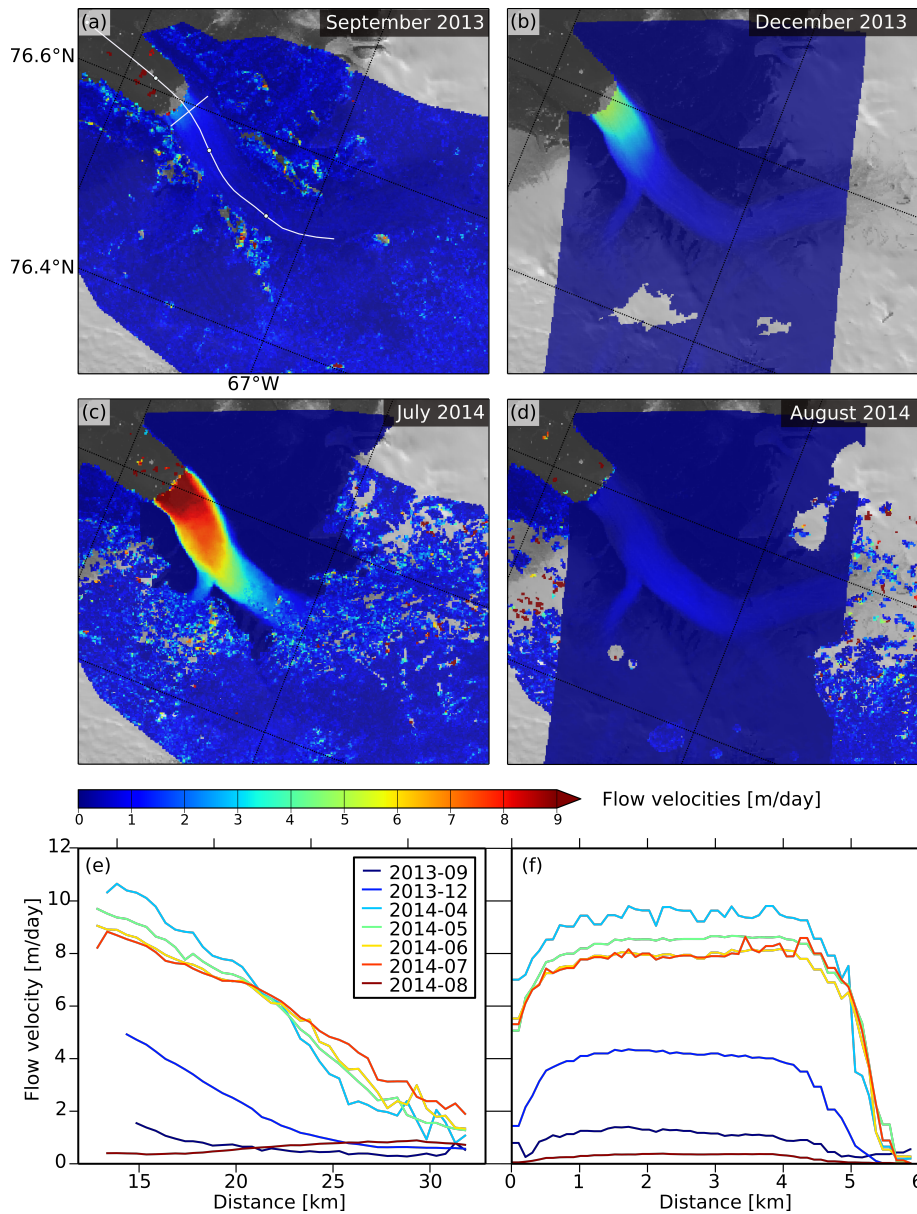 (a) September 2013
(b) December 2013
76.6°N
76.4°N
67°W
(c) July 2014
(d) August 2014
0 1 2 3 4 5 6 7 8 9
Flow velocities [m/day]
(e)
(f)
12
10
8
6
4
2
0
Flow velocity [m/day]
2013-09
2013-12
2014-04
2014-05
2014-06
2014-07
2014-08
15 20 25 30
Distance [km]
0 1 2 3 4 5 6
Distance [km]